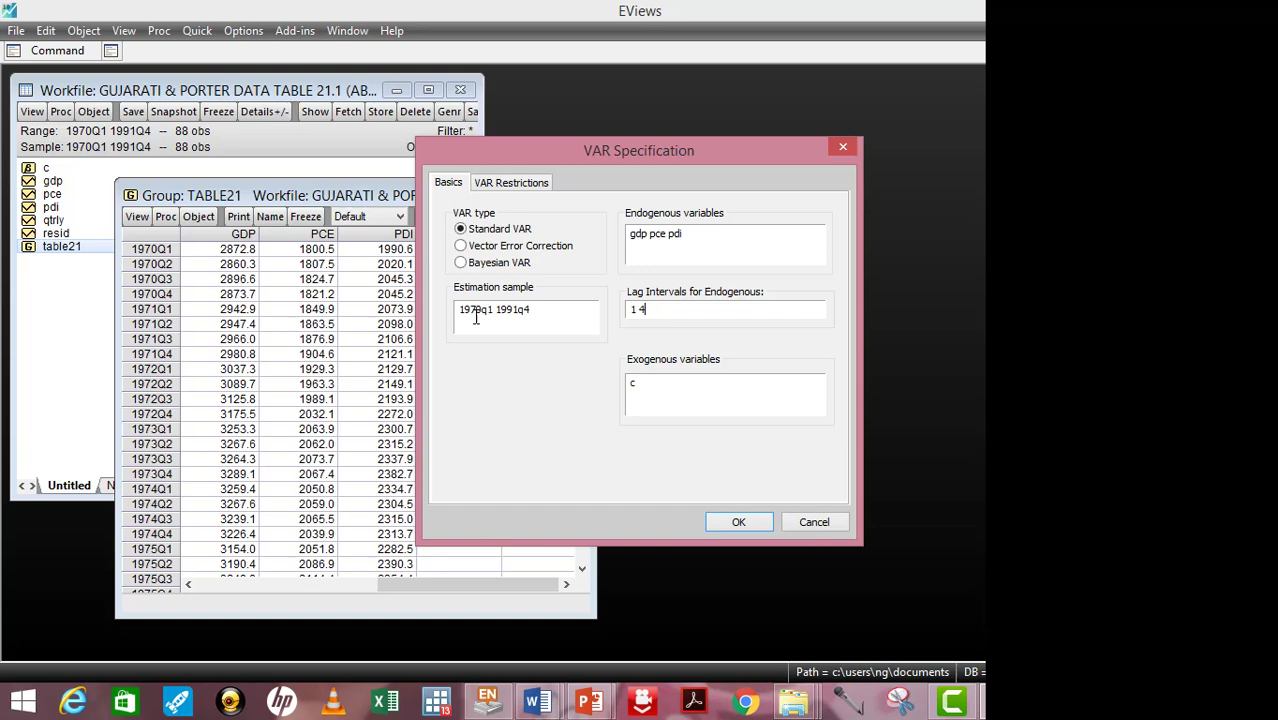 EViews
File Edit Object View Proc Quick Options Add-ins Window Help
Command
Workfile: GUJARATI & PORTER DATA TABLE 21.1 (AB...
View Proc Object Save Snapshot Freeze Details+/- Show Fetch Store Delete Genr Sa
Range: 1970Q1 1991Q4 -- 88 obs Filter: *
Sample: 1970Q1 1991Q4 -- 88 obs O
c
gdp
pce
pdi
qtrly
resid
table21
Untitled N
Group: TABLE21 Workfile: GUJARATI & PO
View Proc Object Print Name Freeze Default
GDP PCE PDI
1970Q1 2872.8 1800.5 1990.6
1970Q2 2860.3 1807.5 2020.1
1970Q3 2896.6 1824.7 2045.3
1970Q4 2873.7 1821.2 2045.2
1971Q1 2942.9 1849.9 2073.9
1971Q2 2947.4 1863.5 2098.0
1971Q3 2966.0 1876.9 2106.6
1971Q4 2980.8 1904.6 2121.1
1972Q1 3037.3 1929.3 2129.7
1972Q2 3089.7 1963.3 2149.1
1972Q3 3125.8 1989.1 2193.9
1972Q4 3175.5 2032.1 2272.0
1973Q1 3253.3 2063.9 2300.7
1973Q2 3267.6 2062.0 2315.2
1973Q3 3264.3 2073.7 2337.9
1973Q4 3289.1 2067.4 2382.7
1974Q1 3259.4 2050.8 2334.7
1974Q2 3267.6 2059.0 2304.5
1974Q3 3239.1 2065.5 2315.0
1974Q4 3226.4 2039.9 2313.7
1975Q1 3154.0 2051.8 2282.5
1975Q2 3190.4 2086.9 2390.3
1975Q3
VAR Specification
Basics VAR Restrictions
VAR type
Standard VAR
Vector Error Correction
Bayesian VAR
Estimation sample
1970q1 1991q4
Endogenous variables
gdp pce pdi
Lag Intervals for Endogenous:
1 4
Exogenous variables
c
OK Cancel
Path = c:\users\ng\documents DB =
EN
13